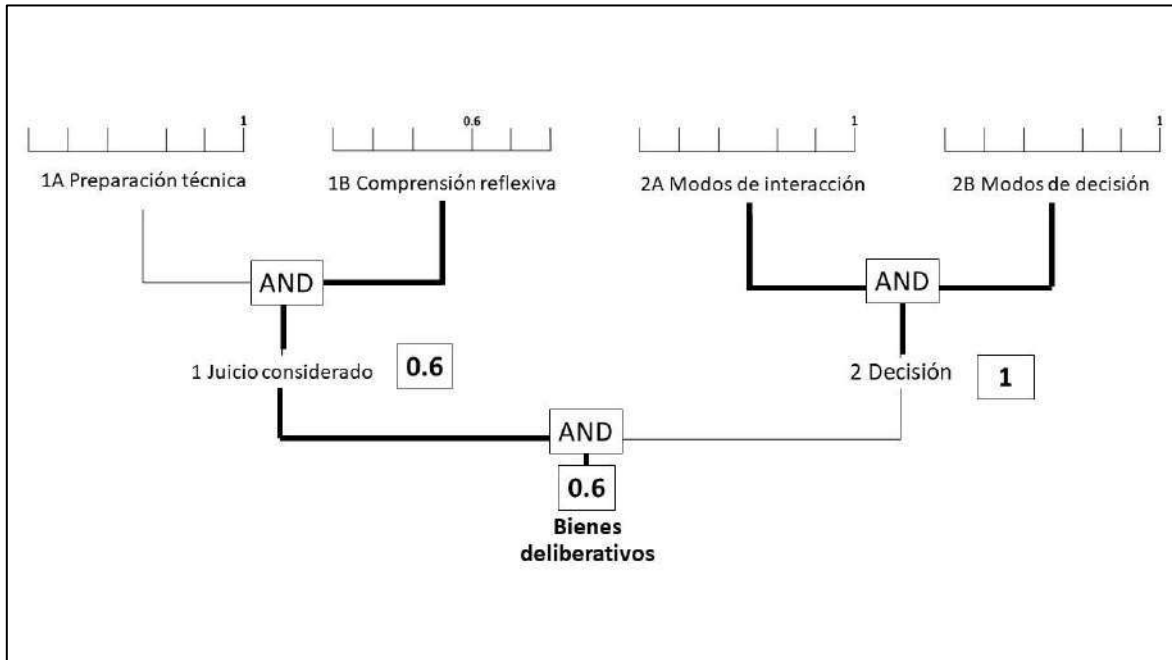 1
0.6
1
1
1A Preparación técnica
1B Comprensión reflexiva
2A Modos de interacción
2B Modos de decisión
AND
AND
1 Juicio considerado
0.6
2 Decisión
1
AND
0.6
Bienes
deliberativos